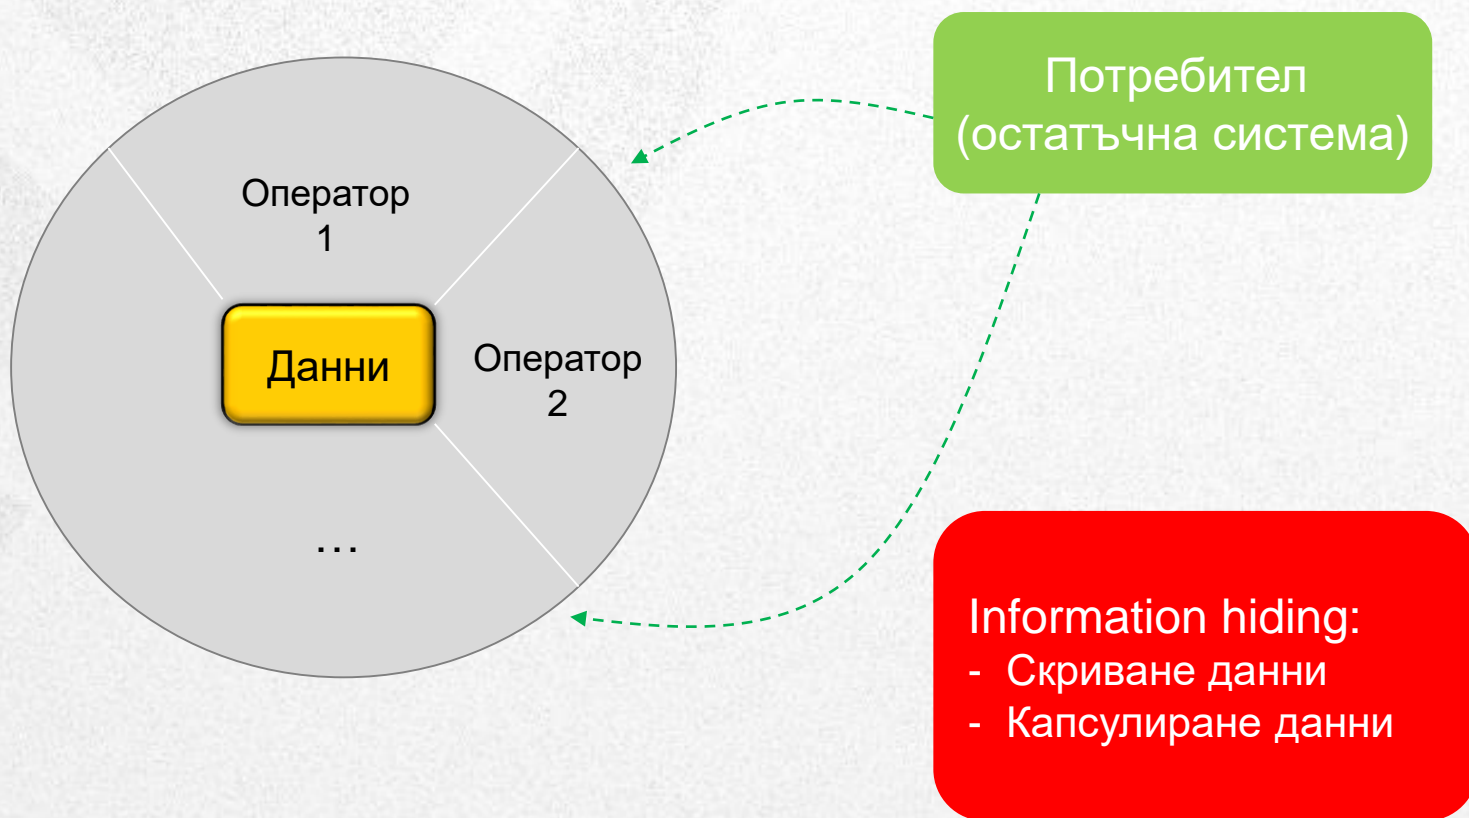 Потребител
(остатъчна система)
Оператор
1
Данни
Оператор
2
...
Information hiding:
- Скриване данни
- Капсулиране данни